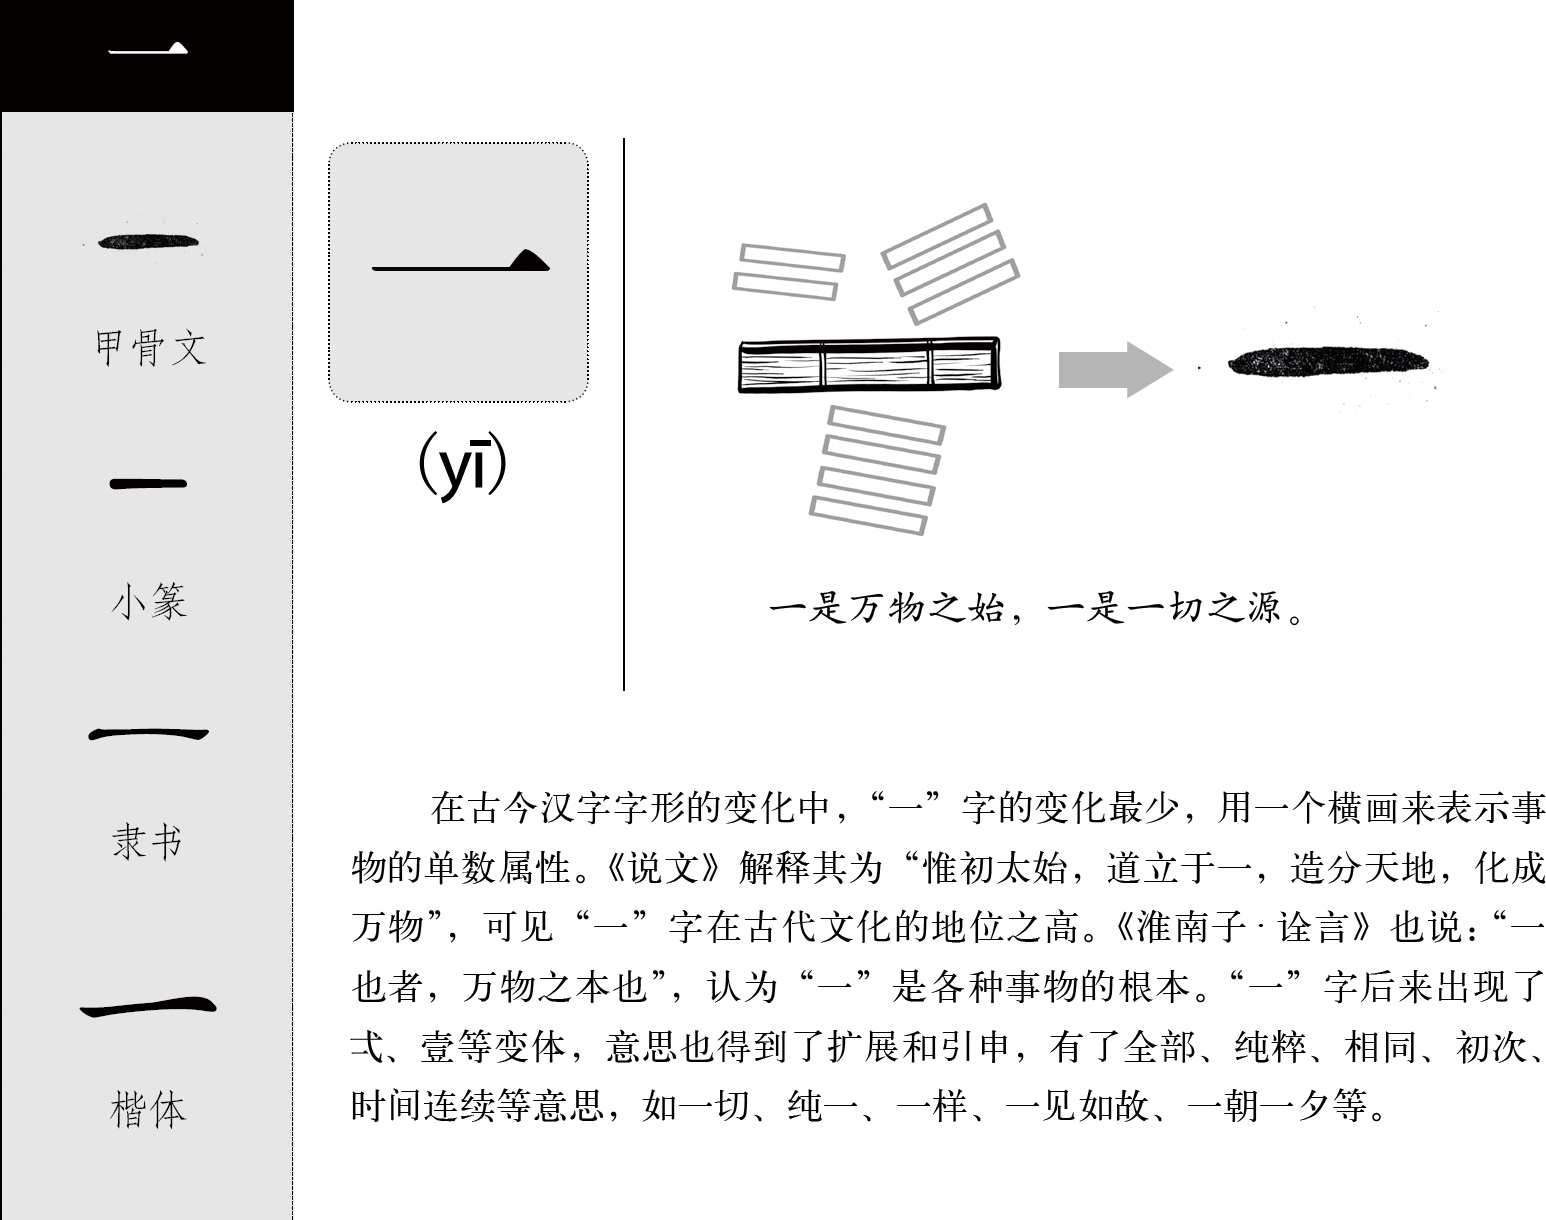 一
一
甲骨文
一
小篆
一
隶书
一
楷体
一
(yī)
一
一是万物之始，一是一切之源。
在古今汉字字形的变化中，“一”字的变化最少，用一个横画来表示事
物的单数属性。《说文》解释其为“惟初太始，道立于一，造分天地，化成
万物”，可见“一”字在古代文化的地位之高。《淮南子·诠言》也说：“一
也者，万物之本也”，认为“一”是各种事物的根本。“一”字后来出现了
弌、壹等变体，意思也得到了扩展和引申，有了全部、纯粹、相同、初次、
时间连续等意思，如一切、纯一、一样、一见如故、一朝一夕等。